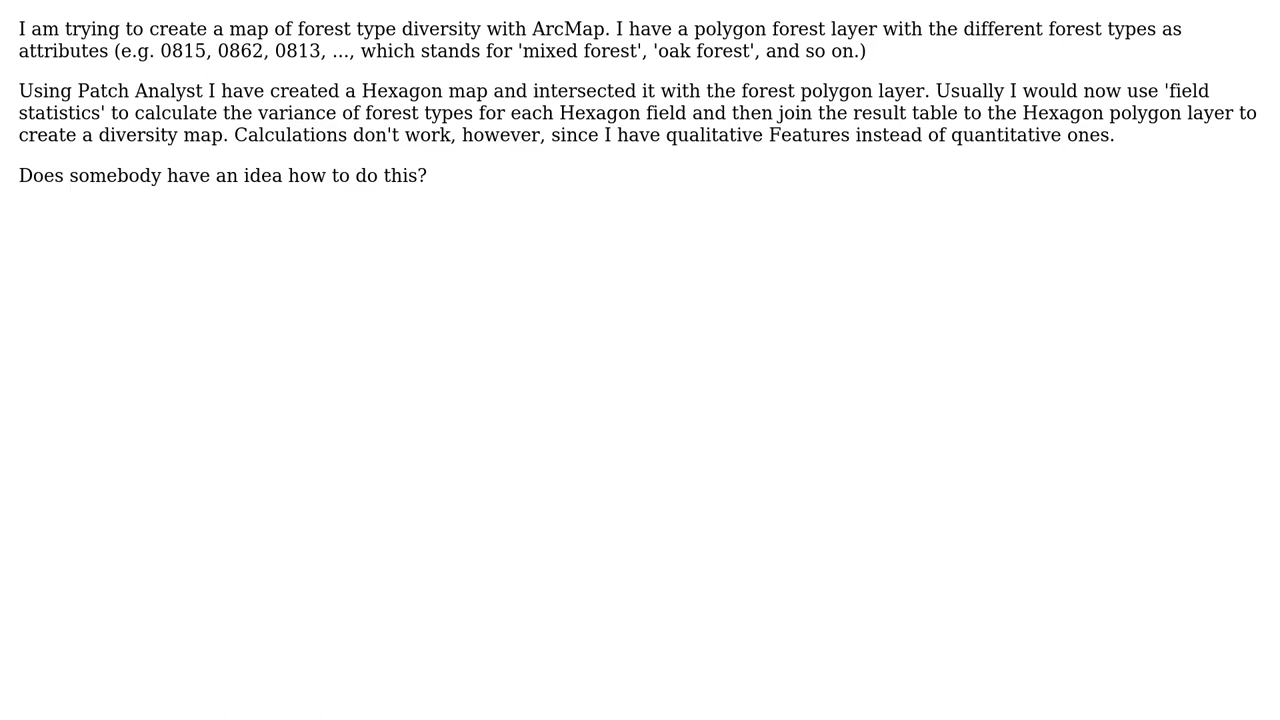 I am trying to create a map of forest type diversity with ArcMap. I have a polygon forest layer with the different forest types as
attributes (e.g. 0815, 0862, 0813, ..., which stands for 'mixed forest', 'oak forest', and so on.)
Using Patch Analyst I have created a Hexagon map and intersected it with the forest polygon layer. Usually I would now use 'field
statistics' to calculate the variance of forest types for each Hexagon field and then join the result table to the Hexagon polygon layer to
create a diversity map. Calculations don't work, however, since I have qualitative Features instead of quantitative ones.
Does somebody have an idea how to do this?